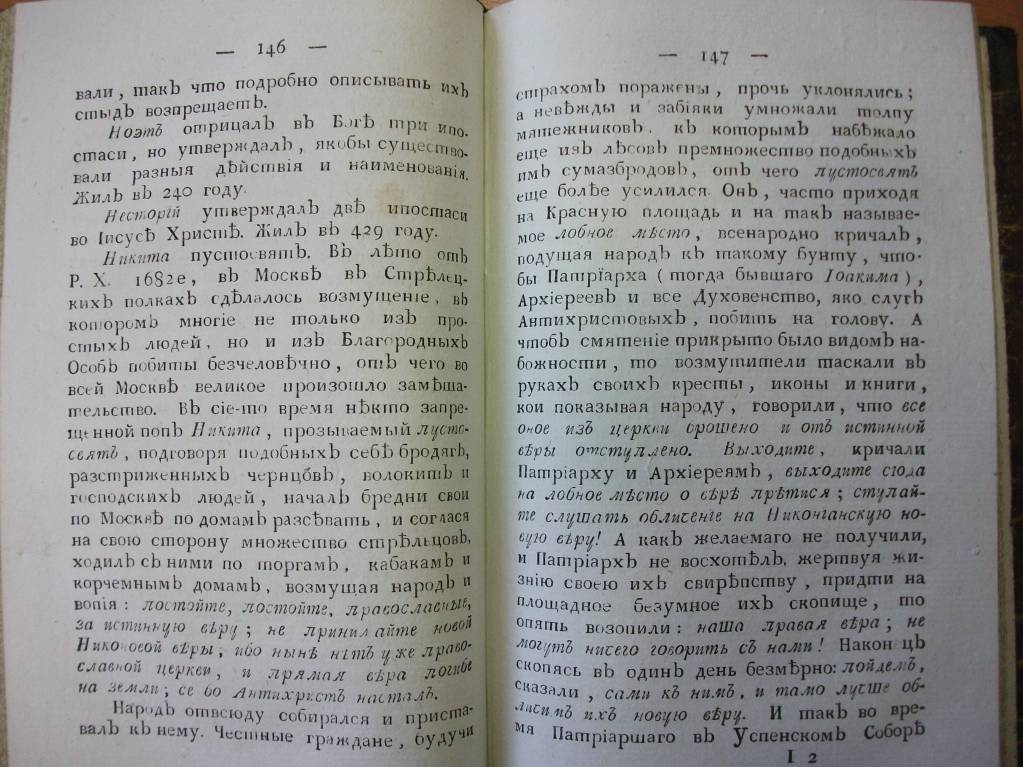 — 146 —
вали, такъ что подробно описывать ихъ
стыдъ возпрещаетъ.
Ноэтъ отрицалъ въ Богѣ три ипо-
стаси, но утверждалъ, якобы существо-
вали разныя дѣйствія и наименованія.
Жилъ въ 240 году.
Несторій утверждалъ двѣ ипостаси
во Іисусѣ Христѣ. Жилъ въ 429 году.
Никита пустосвятъ. Въ лѣто отъ
Р. Х. 1682е, въ Москвѣ въ Стрѣлец-
кихъ полкахъ сдѣлалось возмущеніе, въ
которомъ многіе не только изъ про-
стыхъ людей, но и изъ Благородныхъ
Особъ побиты безчеловѣчно, отъ чего во
всей Москвѣ великое произошло замѣша-
тельство. Въ сіе-то время нѣкто запре-
щенной попъ Никита, прозываемый пусто-
святъ, подговоря подобныхъ себѣ бродягъ,
разстриженныхъ чернцовъ, волокитъ и
господскихъ людей, началъ бредни свои
по Москвѣ по домамъ разсѣвать, и соглася
на свою сторону множество стрѣльцовъ,
ходилъ съ ними по торгамъ, кабакамъ и
корчемнымъ домамъ, возмущая народъ и
вопія: постойте, постойте, православные,
за истинную вѣру; не принимайте новой
Никоновой вѣры, ибо нынѣ нѣтъ уже право-
славной церкви, и прямая вѣра погибе
на земли; се бо Антихристъ насталъ.
Народъ отвсюду собирался и приста-
валъ къ нему. Честные граждане, будучи
— 147 —
страхомъ поражены, прочь уклонялись;
а невѣжды и забіяки умножали толпу
мятежниковъ, къ которымъ набѣжало
еще изъ лѣсовъ премножество подобныхъ
имъ сумазбродовъ, отъ чего пустосвятъ
еще болѣе усилился. Онъ, часто приходя
на Красную площадь и на такъ называе-
мое лобное мѣсто, всенародно кричалъ,
подущая народъ къ такому бунту, что-
бы Патріарха (тогда бывшаго Іоакима),
Архіереевъ и все Духовенство, яко слугъ
Антихристовыхъ, побить на голову. А
чтобъ смятеніе прикрыто было видомъ на-
божности, то возмутители таскали въ
рукахъ своихъ кресты, иконы и книги,
кои показывая народу, говорили, что все
оное изъ церкви брошено и отъ истинной
вѣры отступлено. Выходите, кричали
Патріарху и Архіереямъ, выходите сюда
на лобное мѣсто о вѣрѣ прѣтися; ступай-
те слушать обличеніе на Никоніанскую но-
вую вѣру! А какъ желаемаго не получили,
и Патріархъ не восхотѣлъ, жертвуя жи-
знію своею ихъ свирѣпству, придти на
площадное безумное ихъ скопище, то
опять возопили: наша правая вѣра; не
могутъ ничего говорить съ нами! Наконецъ
скопясь въ одинъ день безмѣрно: пойдемъ,
сказали, сами къ нимъ, и тамо лучше об-
личимъ ихъ новую вѣру. И такъ во вре-
мя Патріаршаго въ Успенскомъ Соборѣ
I 2